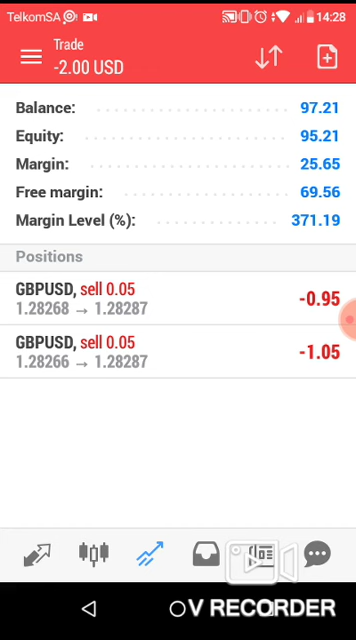 TelkomSA 14:28
Trade
-2.00 USD
Balance: 97.21
Equity: 95.21
Margin: 25.65
Free margin: 69.56
Margin Level (%): 371.19
Positions
GBPUSD, sell 0.05 -0.95
1.28268 → 1.28287
GBPUSD, sell 0.05 -1.05
1.28266 → 1.28287
V RECORDER